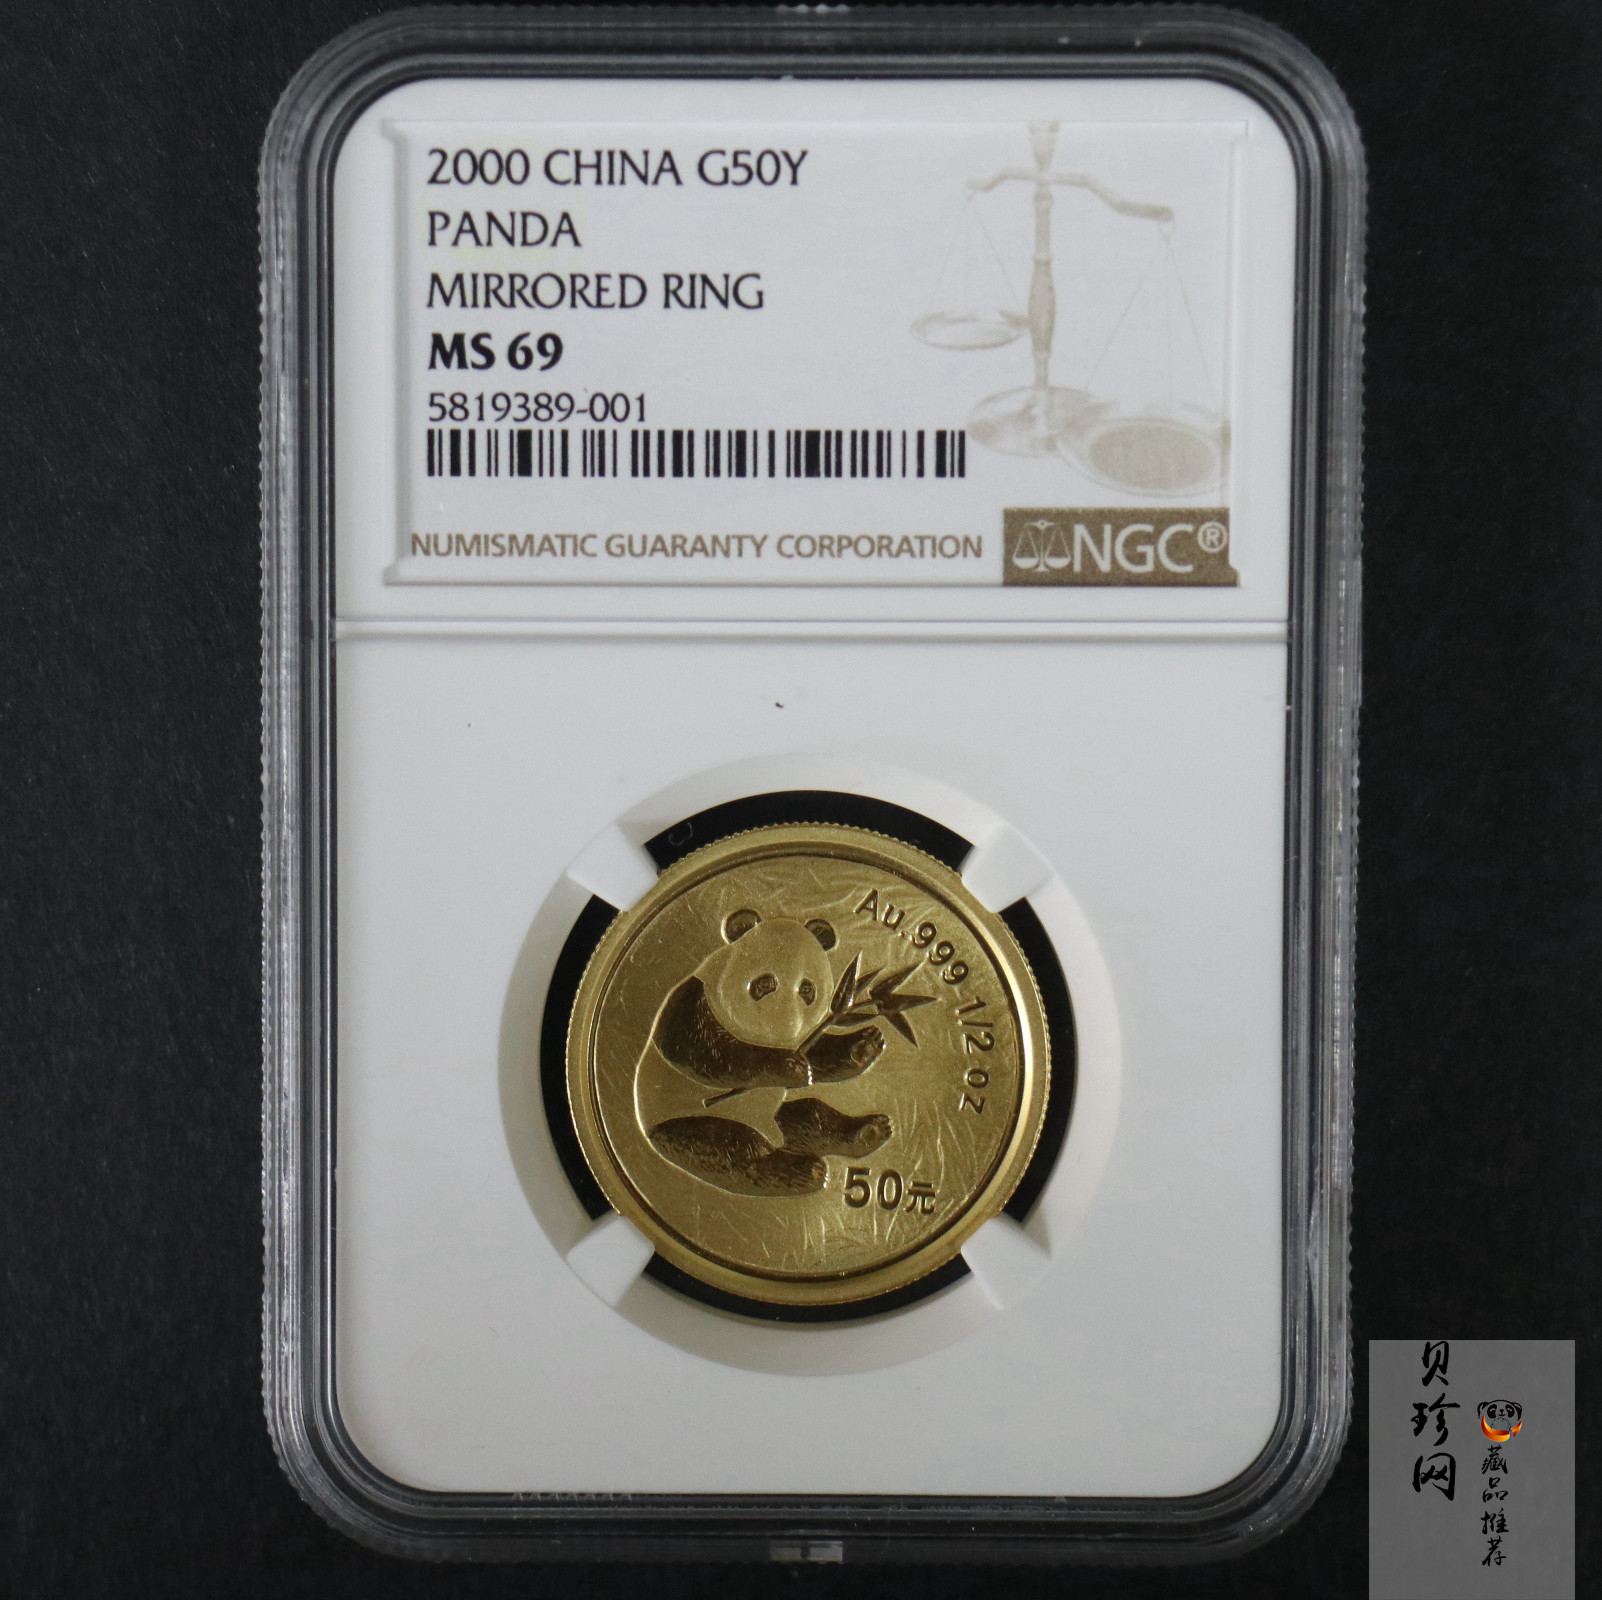 2000 CHINA G50Y
PANDA
MIRRORED RING
MS 69
5819389-001
NUMISMATIC GUARANTY CORPORATION
NGC®
Au.999 1/2 oz
50元
贝珍网
藏品推荐